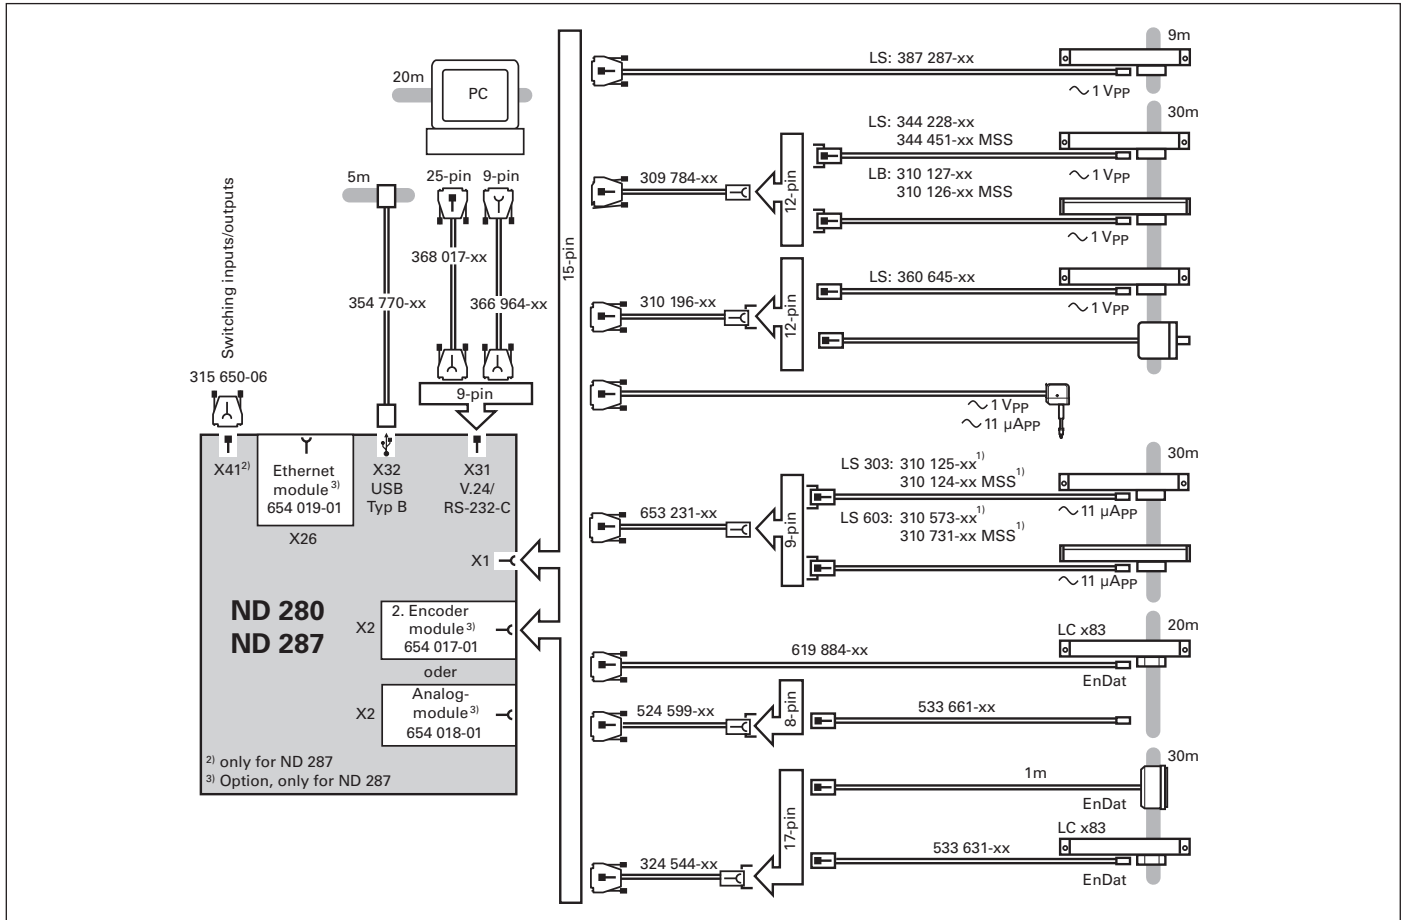 20m
PC
5m
25-pin
9-pin
Switching inputs/outputs
368 017-xx
354 770-xx
366 964-xx
315 650-06
9-pin
X41²⁾
Ethernet
module³⁾
654 019-01
X26
X32
USB
Typ B
X31
V.24/
RS-232-C
X1
ND 280
ND 287
X2
2. Encoder
module³⁾
654 017-01
oder
X2
Analog-
module³⁾
654 018-01
²⁾ only for ND 287
³⁾ Option, only for ND 287
15-pin
LS: 387 287-xx
9m
1 VPP
309 784-xx
12-pin
LS: 344 228-xx
344 451-xx MSS
30m
1 VPP
LB: 310 127-xx
310 126-xx MSS
1 VPP
310 196-xx
12-pin
LS: 360 645-xx
1 VPP
1 VPP
11 µAPP
653 231-xx
9-pin
LS 303: 310 125-xx¹⁾
310 124-xx MSS¹⁾
30m
11 µAPP
LS 603: 310 573-xx¹⁾
310 731-xx MSS¹⁾
11 µAPP
619 884-xx
LC x83
20m
EnDat
524 599-xx
8-pin
533 661-xx
324 544-xx
17-pin
1m
30m
EnDat
LC x83
533 631-xx
EnDat